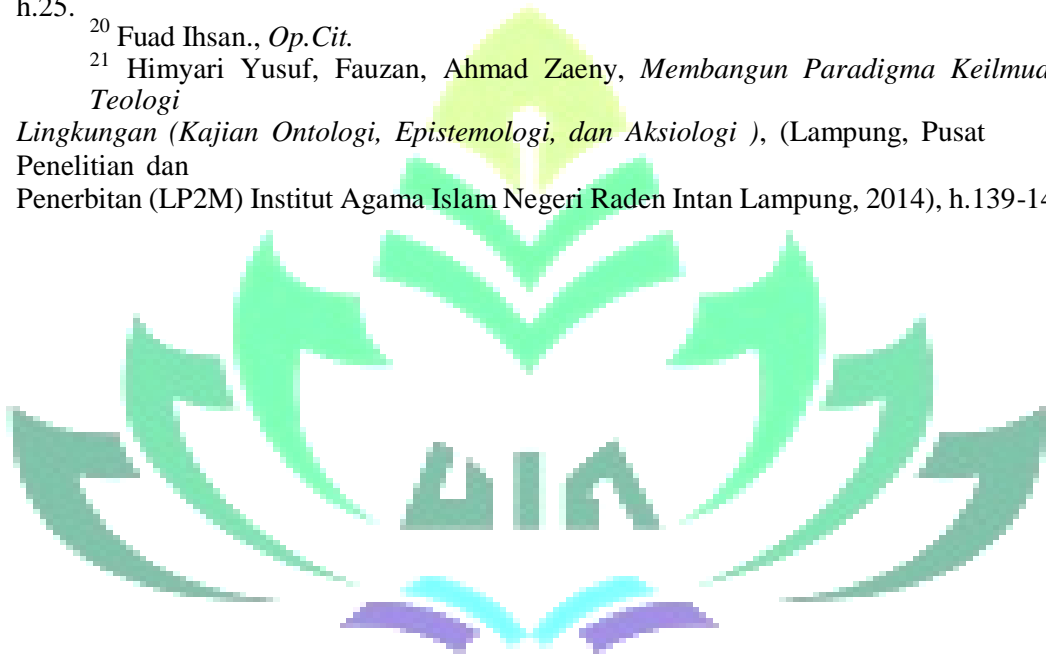 h.25.
20 Fuad Ihsan., Op.Cit.
21 Himyari Yusuf, Fauzan, Ahmad Zaeny, Membangun Paradigma Keilmua
Teologi
Lingkungan (Kajian Ontologi, Epistemologi, dan Aksiologi ), (Lampung, Pusat
Penelitian dan
Penerbitan (LP2M) Institut Agama Islam Negeri Raden Intan Lampung, 2014), h.139-14